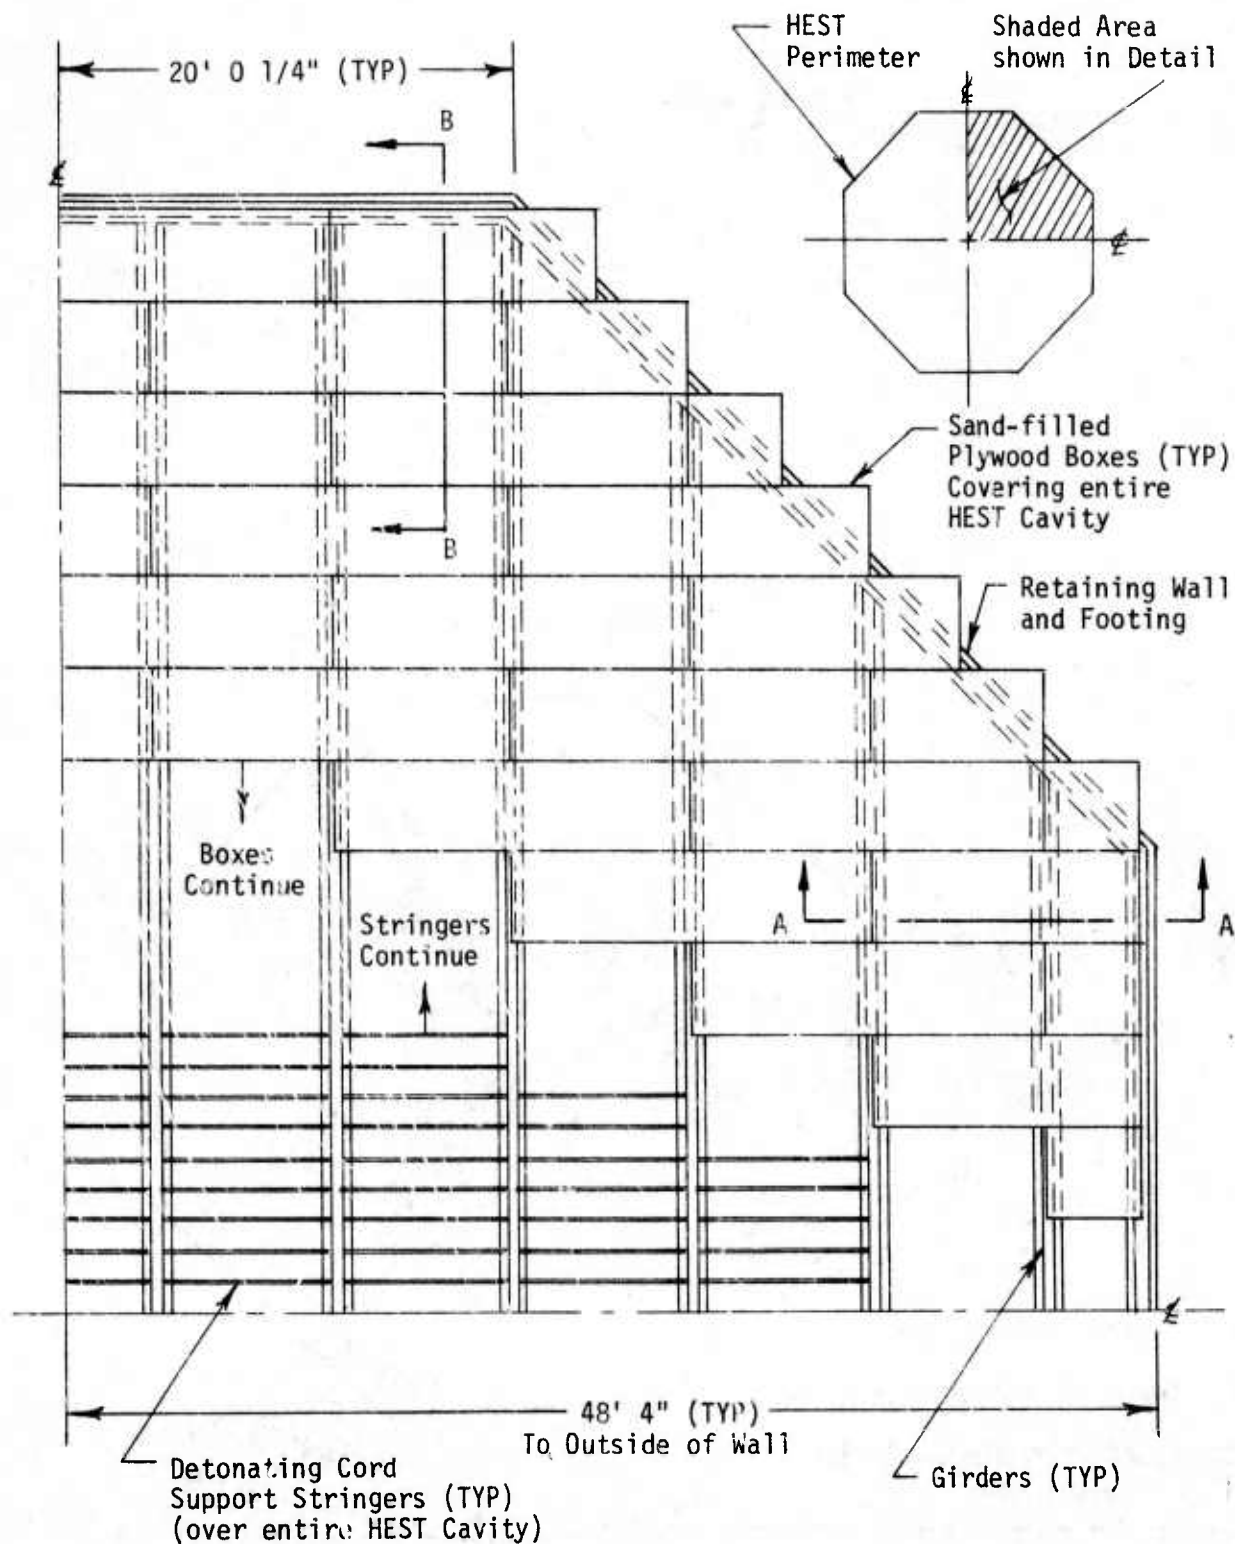 HEST
Perimeter
Shaded Area
shown in Detail
20' 0 1/4" (TYP)
B
℄
℄
℄
Sand-filled
Plywood Boxes (TYP)
Covering entire
HEST Cavity
B
Retaining Wall
and Footing
Boxes
Continue
Stringers
Continue
A
A
℄
48' 4" (TYP)
To Outside of Wall
Detonating Cord
Support Stringers (TYP)
(over entire HEST Cavity)
Girders (TYP)